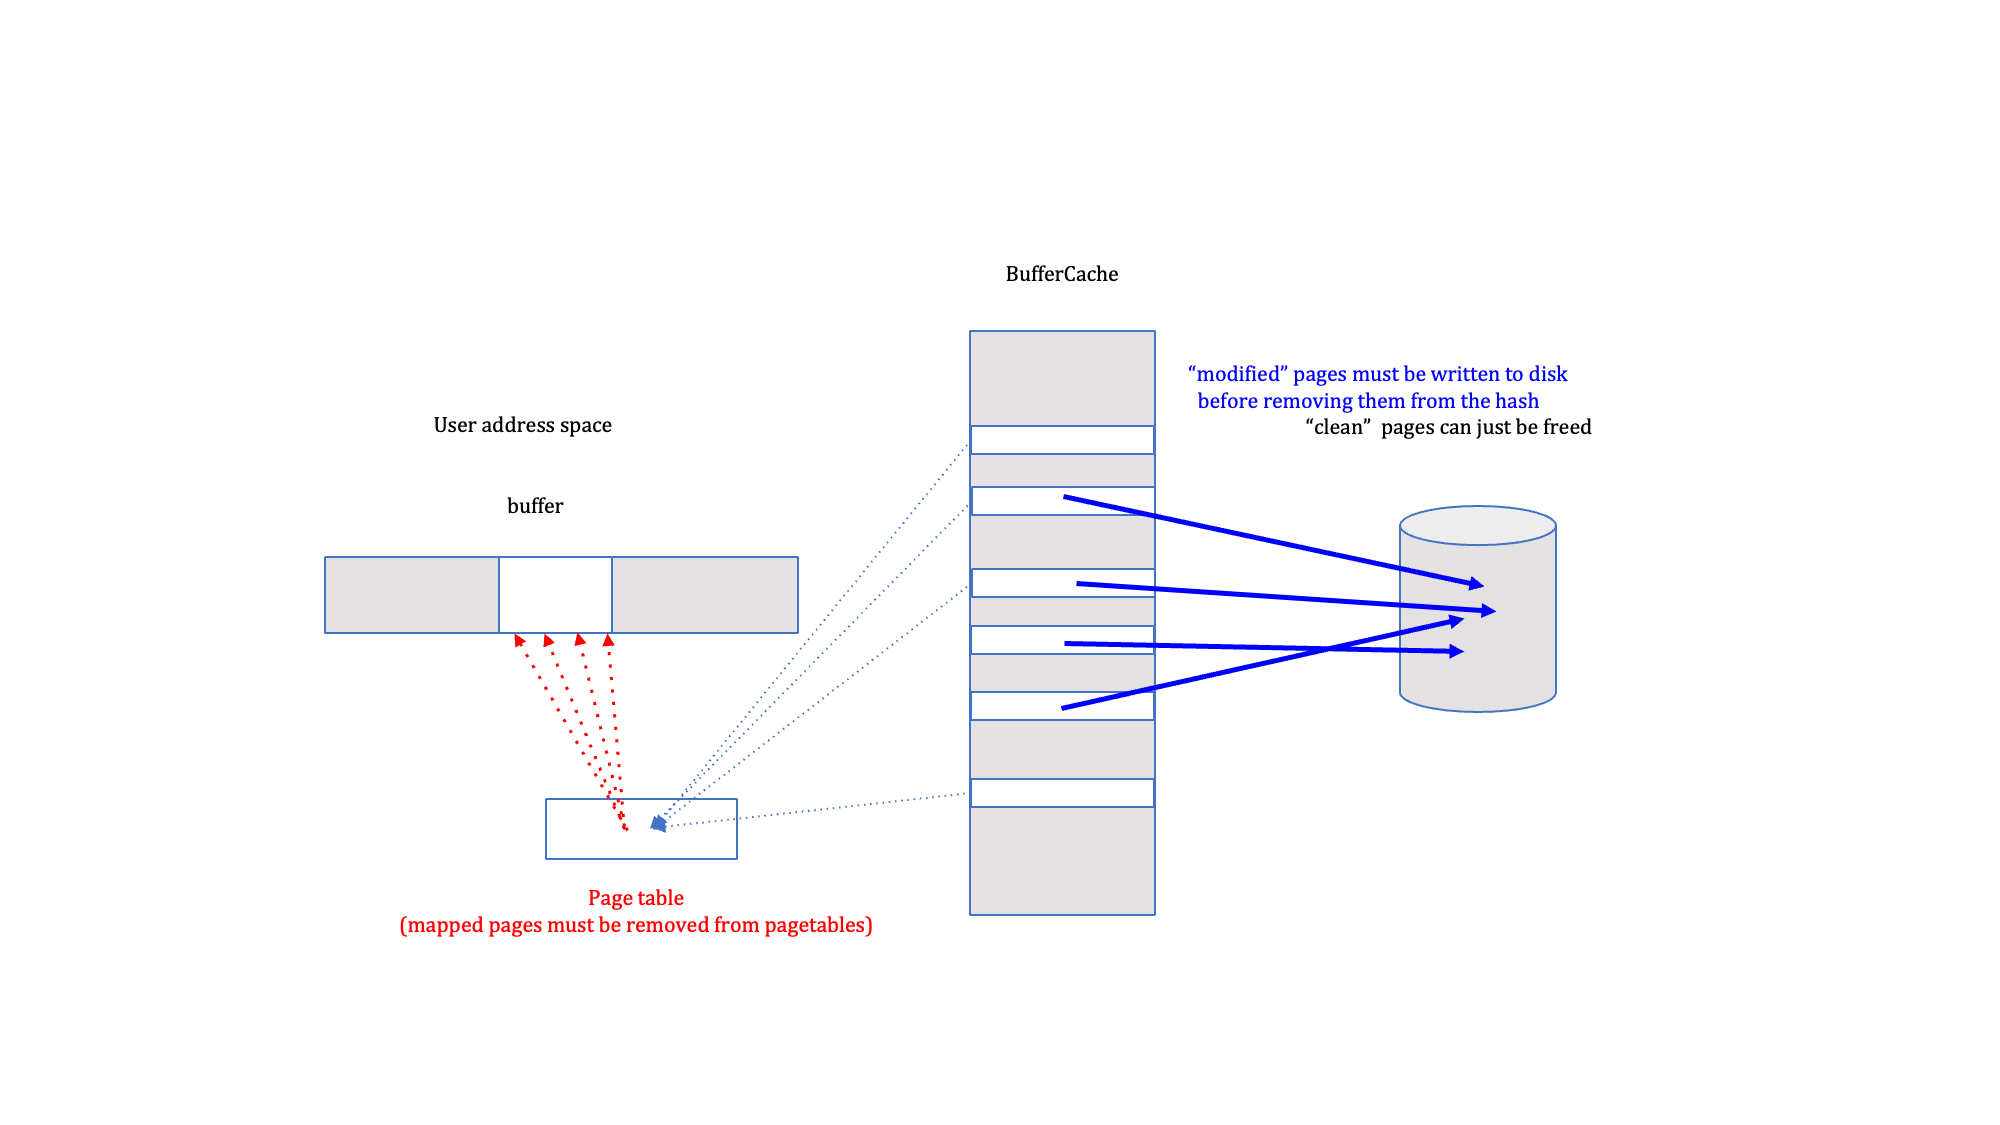 BufferCache
“modified” pages must be written to disk
before removing them from the hash
“clean”  pages can just be freed
User address space
buffer
Page table
(mapped pages must be removed from pagetables)